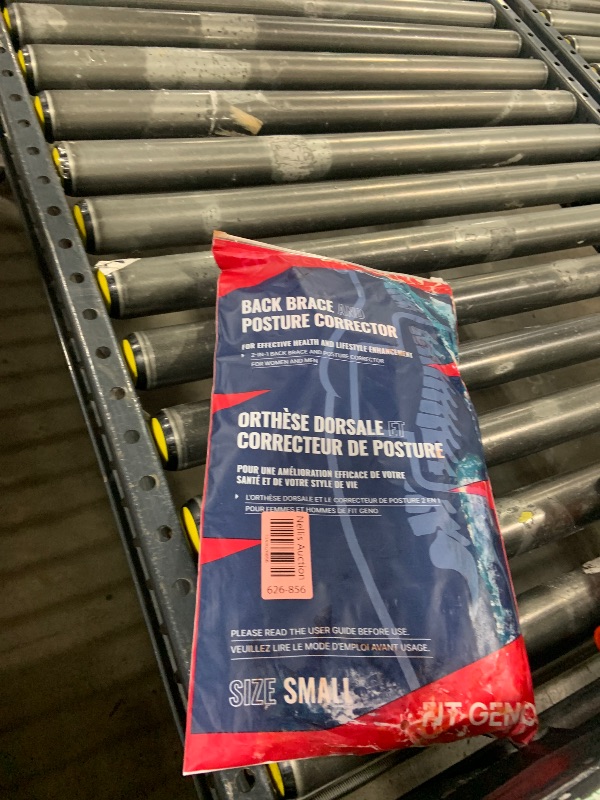 BACK BRACE AND
POSTURE CORRECTOR
FOR EFFECTIVE HEALTH AND LIFESTYLE ENHANCEMENT
2-IN-1 BACK BRACE AND POSTURE CORRECTOR
FOR WOMEN AND MEN
ORTHÈSE DORSALE ET
CORRECTEUR DE POSTURE
POUR UNE AMÉLIORATION EFFICACE DE VOTRE
SANTÉ ET DE VOTRE STYLE DE VIE
L'ORTHÈSE DORSALE ET LE CORRECTEUR DE POSTURE 2 EN 1
POUR FEMMES ET HOMMES DE FIT GENO
Nellis Auction
626-856
PLEASE READ THE USER GUIDE BEFORE USE.
VEUILLEZ LIRE LE MODE D'EMPLOI AVANT USAGE.
SIZE SMALL
FIT GENO